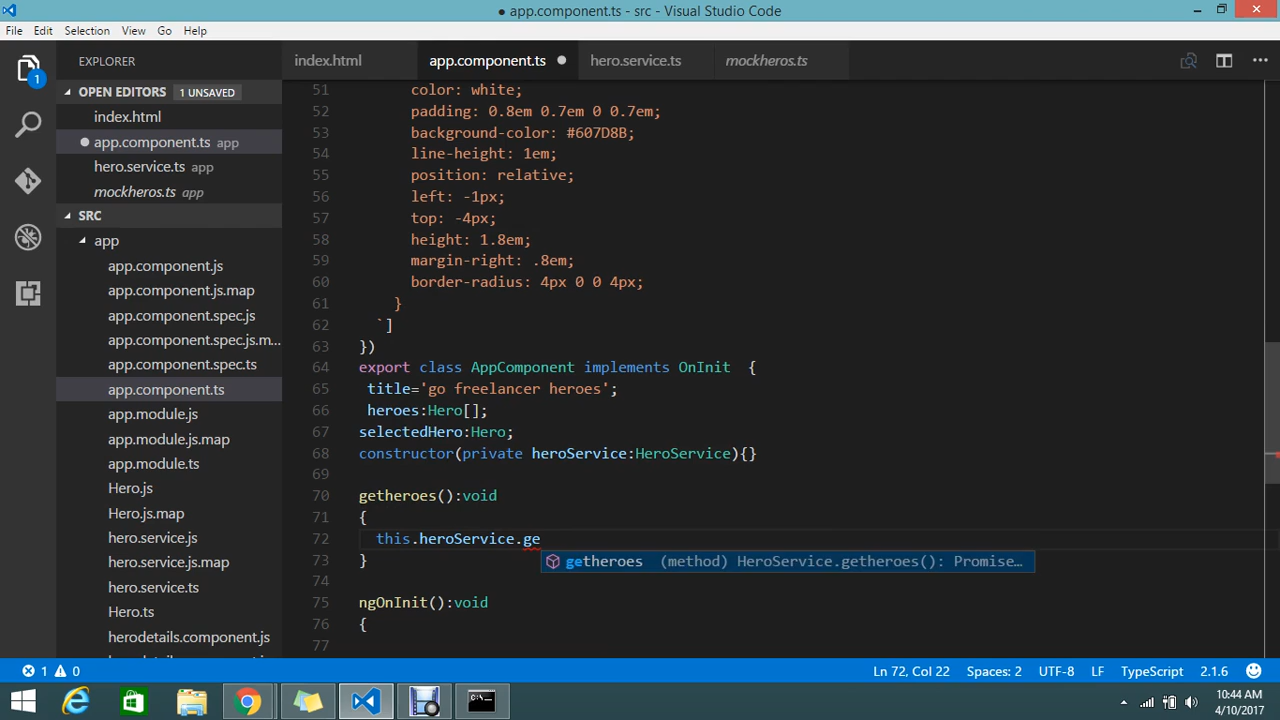 ● app.component.ts - src - Visual Studio Code
File Edit Selection View Go Help
EXPLORER
index.html
app.component.ts
hero.service.ts
mockheros.ts
OPEN EDITORS 1 UNSAVED
index.html
app.component.ts app
hero.service.ts app
mockheros.ts app
SRC
app
app.component.js
app.component.js.map
app.component.spec.js
app.component.spec.js.m...
app.component.spec.ts
app.component.ts
app.module.js
app.module.js.map
app.module.ts
Hero.js
Hero.js.map
hero.service.js
hero.service.js.map
hero.service.ts
Hero.ts
herodetails.component.js
51 color: white;
52 padding: 0.8em 0.7em 0 0.7em;
53 background-color: #607D8B;
54 line-height: 1em;
55 position: relative;
56 left: -1px;
57 top: -4px;
58 height: 1.8em;
59 margin-right: .8em;
60 border-radius: 4px 0 0 4px;
61 }
62 `]
63 })
64 export class AppComponent implements OnInit {
65 title='go freelancer heroes';
66 heroes:Hero[];
67 selectedHero:Hero;
68 constructor(private heroService:HeroService){}
69
70 getheroes():void
71 {
72 this.heroService.ge
getheroes (method) HeroService.getheroes(): Promise…
73 }
74
75 ngOnInit():void
76 {
77
1
1 0
Ln 72, Col 22 Spaces: 2 UTF-8 LF TypeScript 2.1.6
10:44 AM
4/10/2017